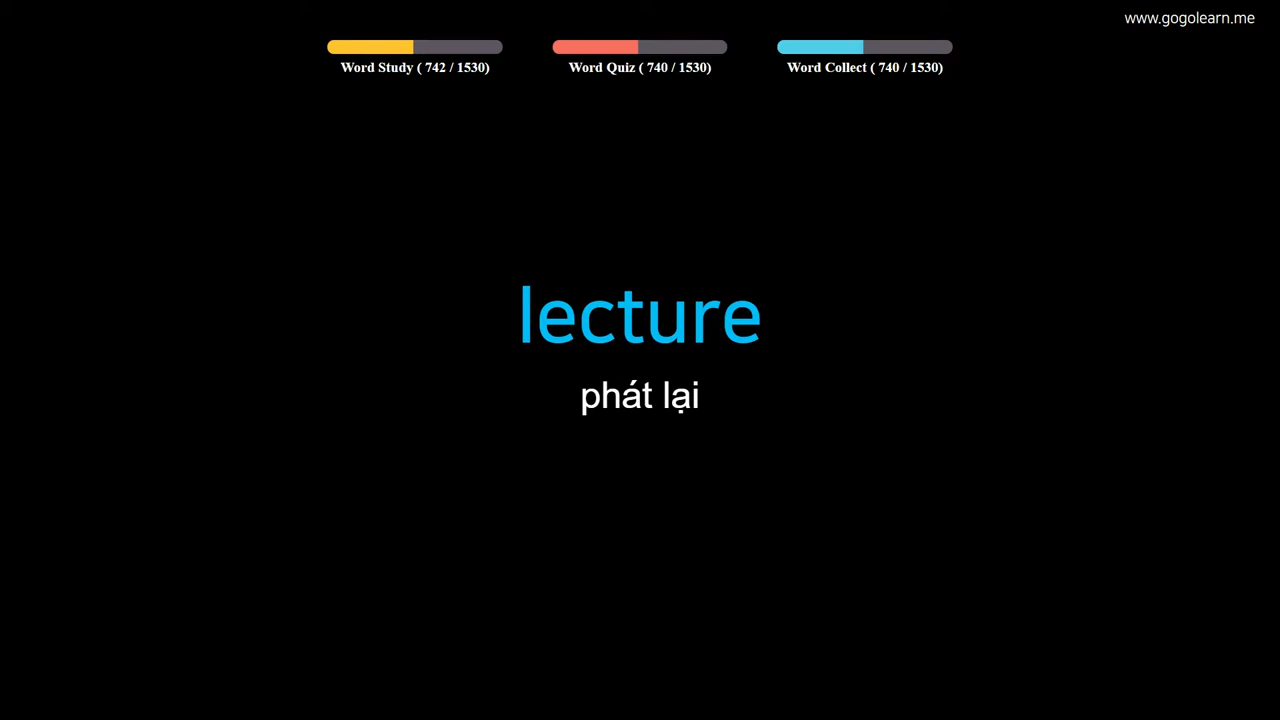 www.gogolearn.me
Word Study ( 742 / 1530)
Word Quiz ( 740 / 1530)
Word Collect ( 740 / 1530)
lecture
phát lại